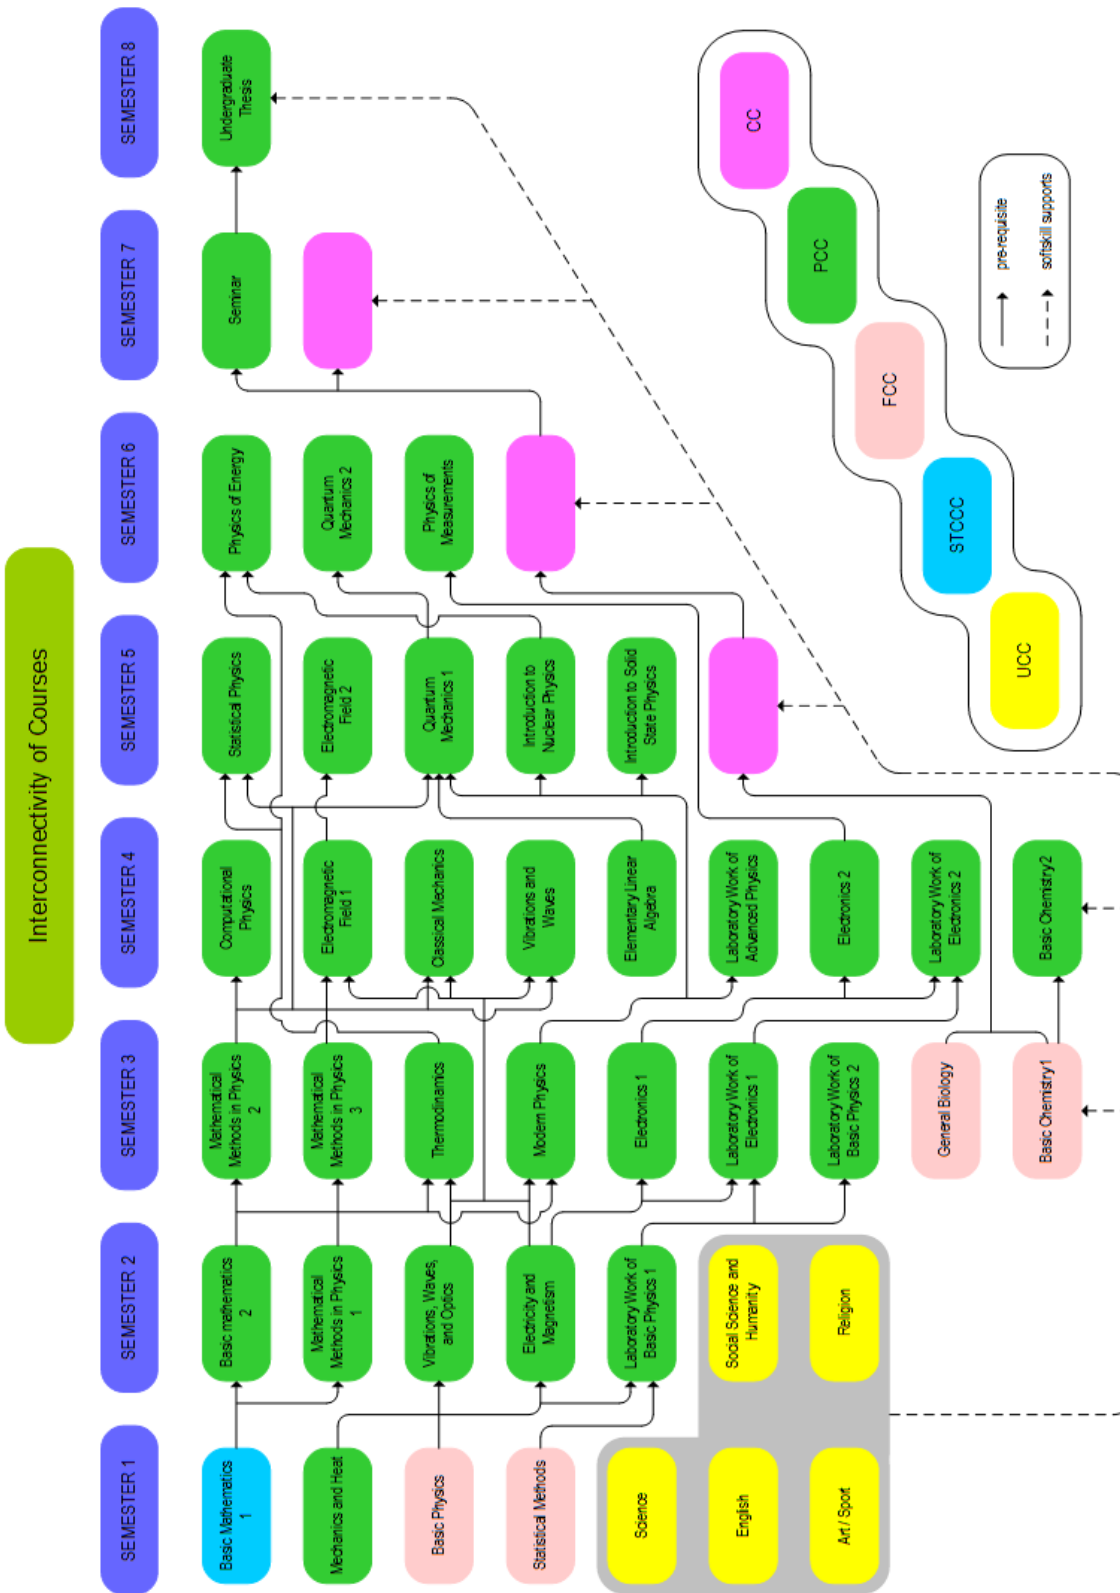 Interconnectivity of Courses
SEMESTER 1
SEMESTER 2
SEMESTER 3
SEMESTER 4
SEMESTER 5
SEMESTER 6
SEMESTER 7
SEMESTER 8
Basic Mathematics
1
Mechanics and Heat
Basic Physics
Statistical Methods
Science
English
Art / Sport
Basic mathematics
2
Mathematical
Methods in Physics
1
Vibrations, Waves,
and Optics
Electricity and
Magnetism
Laboratory Work of
Basic Physics 1
Social Science and
Humanity
Religion
Mathematical
Methods in Physics
2
Mathematical
Methods in Physics
3
Thermodinamics
Modern Physics
Electronics 1
Laboratory Work of
Electronics 1
Laboratory Work of
Basic Physics 2
General Biology
Basic Chemistry1
Computational
Physics
Electromagnetic
Field 1
Classical Mechanics
Vibrations and
Waves
Elementary Linear
Algebra
Laboratory Work of
Advanced Physics
Electronics 2
Laboratory Work of
Electronics 2
Basic Chemistry2
Statistical Physics
Electromagnetic
Field 2
Quantum
Mechanics 1
Introduction to
Nuclear Physics
Introduction to Solid
State Physics
Physics of Energy
Quantum
Mechanics 2
Physics of
Measurements
Seminar
Undergraduate
Thesis
UCC
STCCC
FCC
PCC
CC
pre-requisite
softskill supports